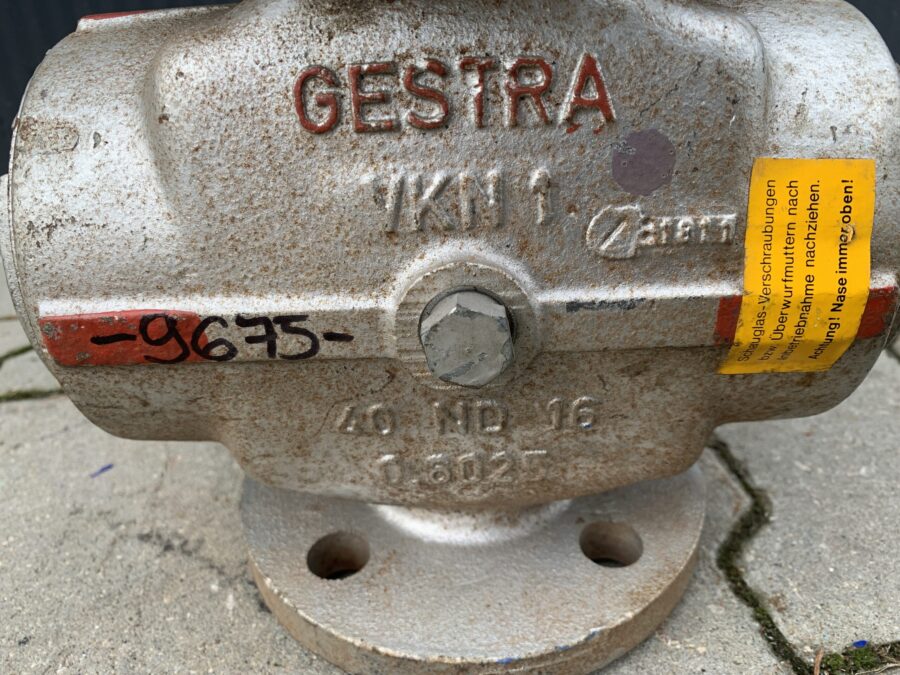 GESTRA
VKN 1
-9675-
40 ND 16
0.6025
Schauglas-Verschraubungen
bzw. Überwurfmuttern nach
Inbetriebnahme nachziehen.
Achtung! Nase immer oben!